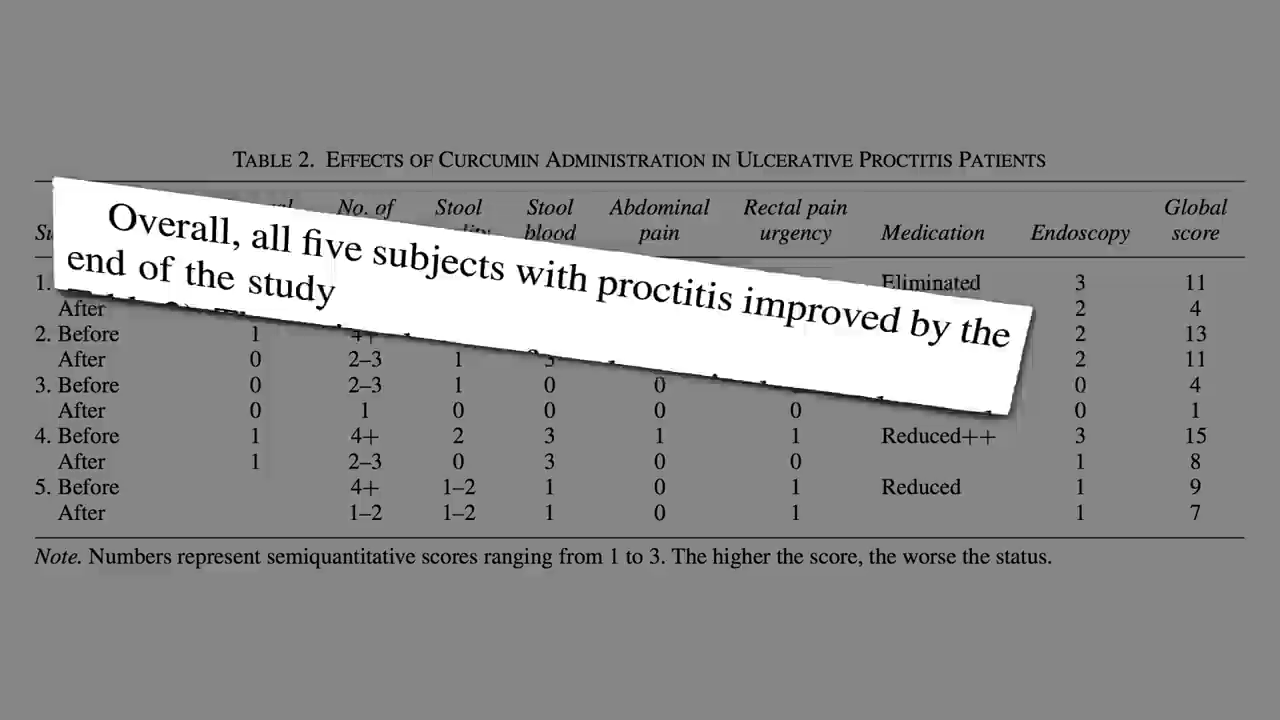 TABLE 2. EFFECTS OF CURCUMIN ADMINISTRATION IN ULCERATIVE PROCTITIS PATIENTS
No. of Stool Stool Abdominal Rectal pain Global
blood pain urgency Medication Endoscopy score
Overall, all five subjects with proctitis improved by the
end of the study
1. Eliminated 3 11
After 2 4
2. Before 1 4+ 2 13
After 0 2–3 1 3 2 11
3. Before 0 2–3 1 0 0 0 4
After 0 1 0 0 0 0 0 1
4. Before 1 4+ 2 3 1 1 Reduced++ 3 15
After 1 2–3 0 3 0 0 1 8
5. Before 4+ 1–2 1 0 1 Reduced 1 9
After 1–2 1–2 1 0 1 1 7
Note. Numbers represent semiquantitative scores ranging from 1 to 3. The higher the score, the worse the status.